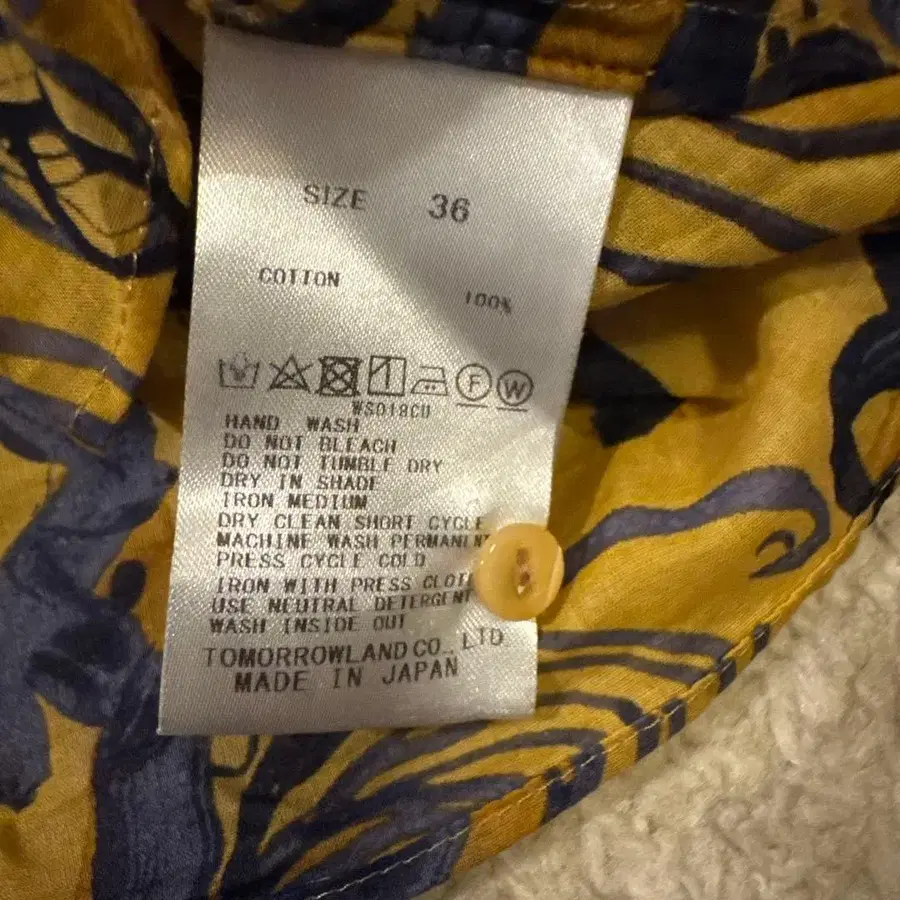 SIZE 36
COTTON
100%
F W
WS018CU
HAND WASH
DO NOT BLEACH
DO NOT TUMBLE DRY
DRY IN SHADE
IRON MEDIUM
DRY CLEAN SHORT CYCLE
MACHINE WASH PERMANENT
PRESS CYCLE COLD
IRON WITH PRESS CLOTH
USE NEUTRAL DETERGENT
WASH INSIDE OUT
TOMORROWLAND CO., LTD.
MADE IN JAPAN